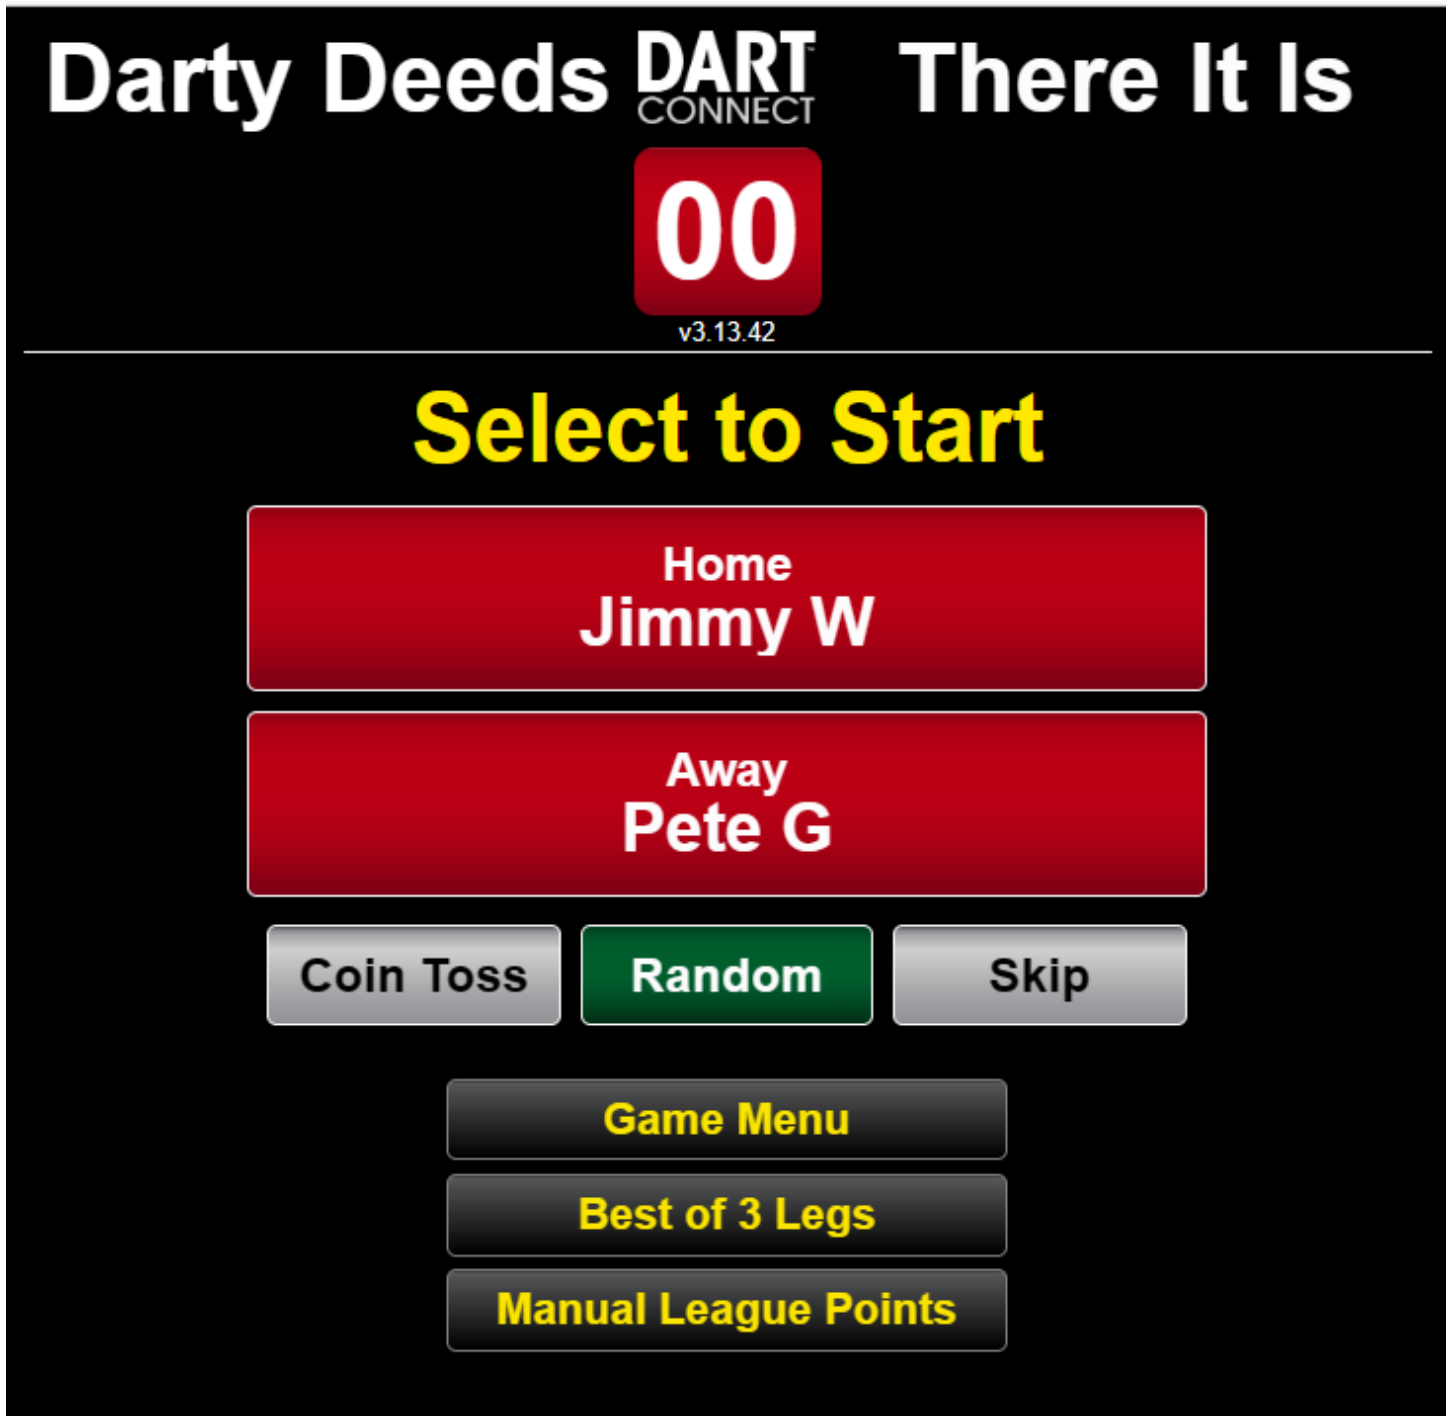 Darty Deeds DART CONNECT There It Is
00
v3.13.42
Select to Start
Home
Jimmy W
Away
Pete G
Coin Toss Random Skip
Game Menu
Best of 3 Legs
Manual League Points